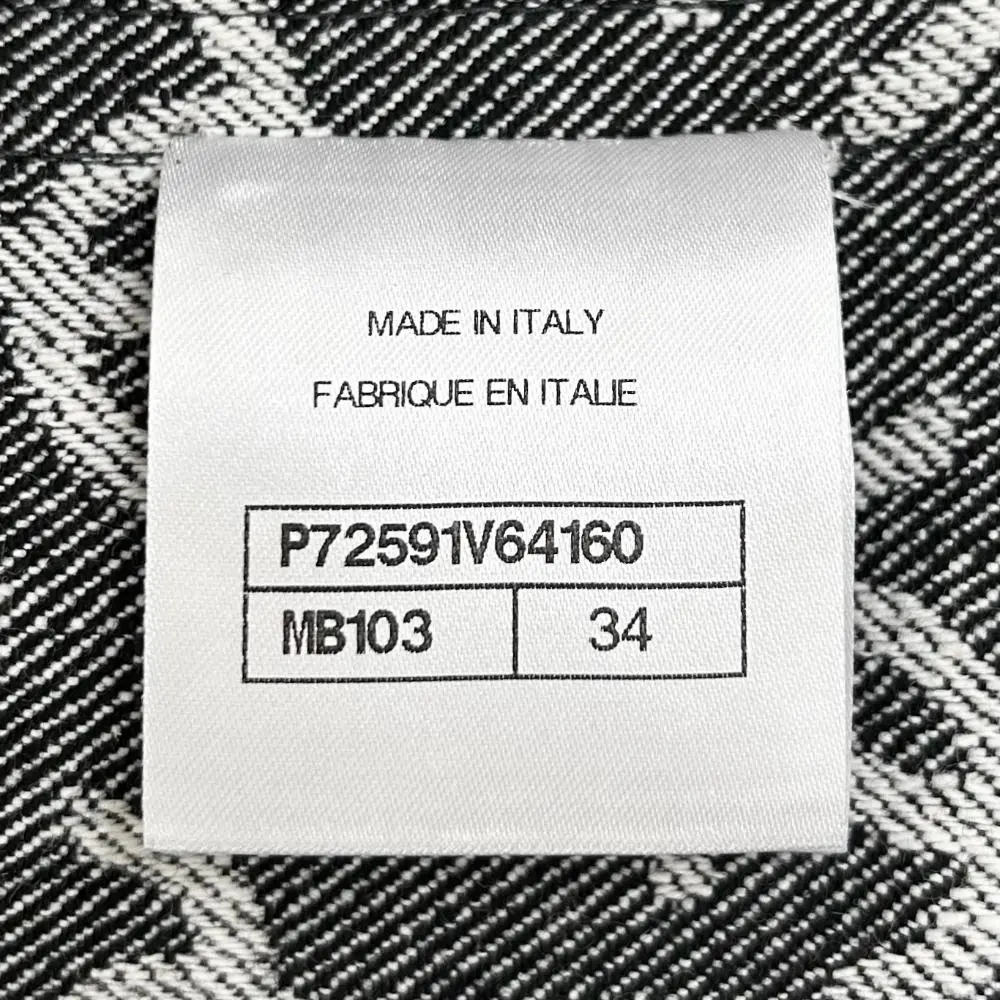 MADE IN ITALY
FABRIQUE EN ITALIE
P72591V64160
MB103 34